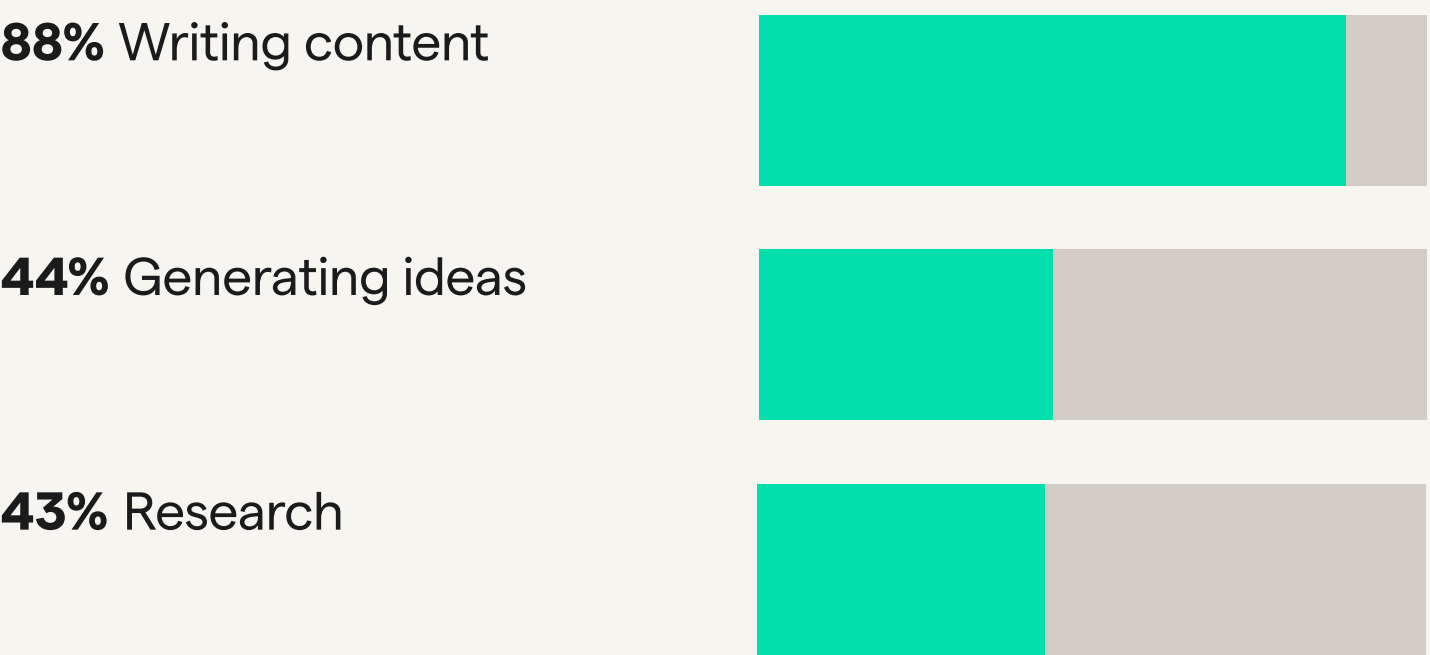 88% Writing content
44% Generating ideas
43% Research